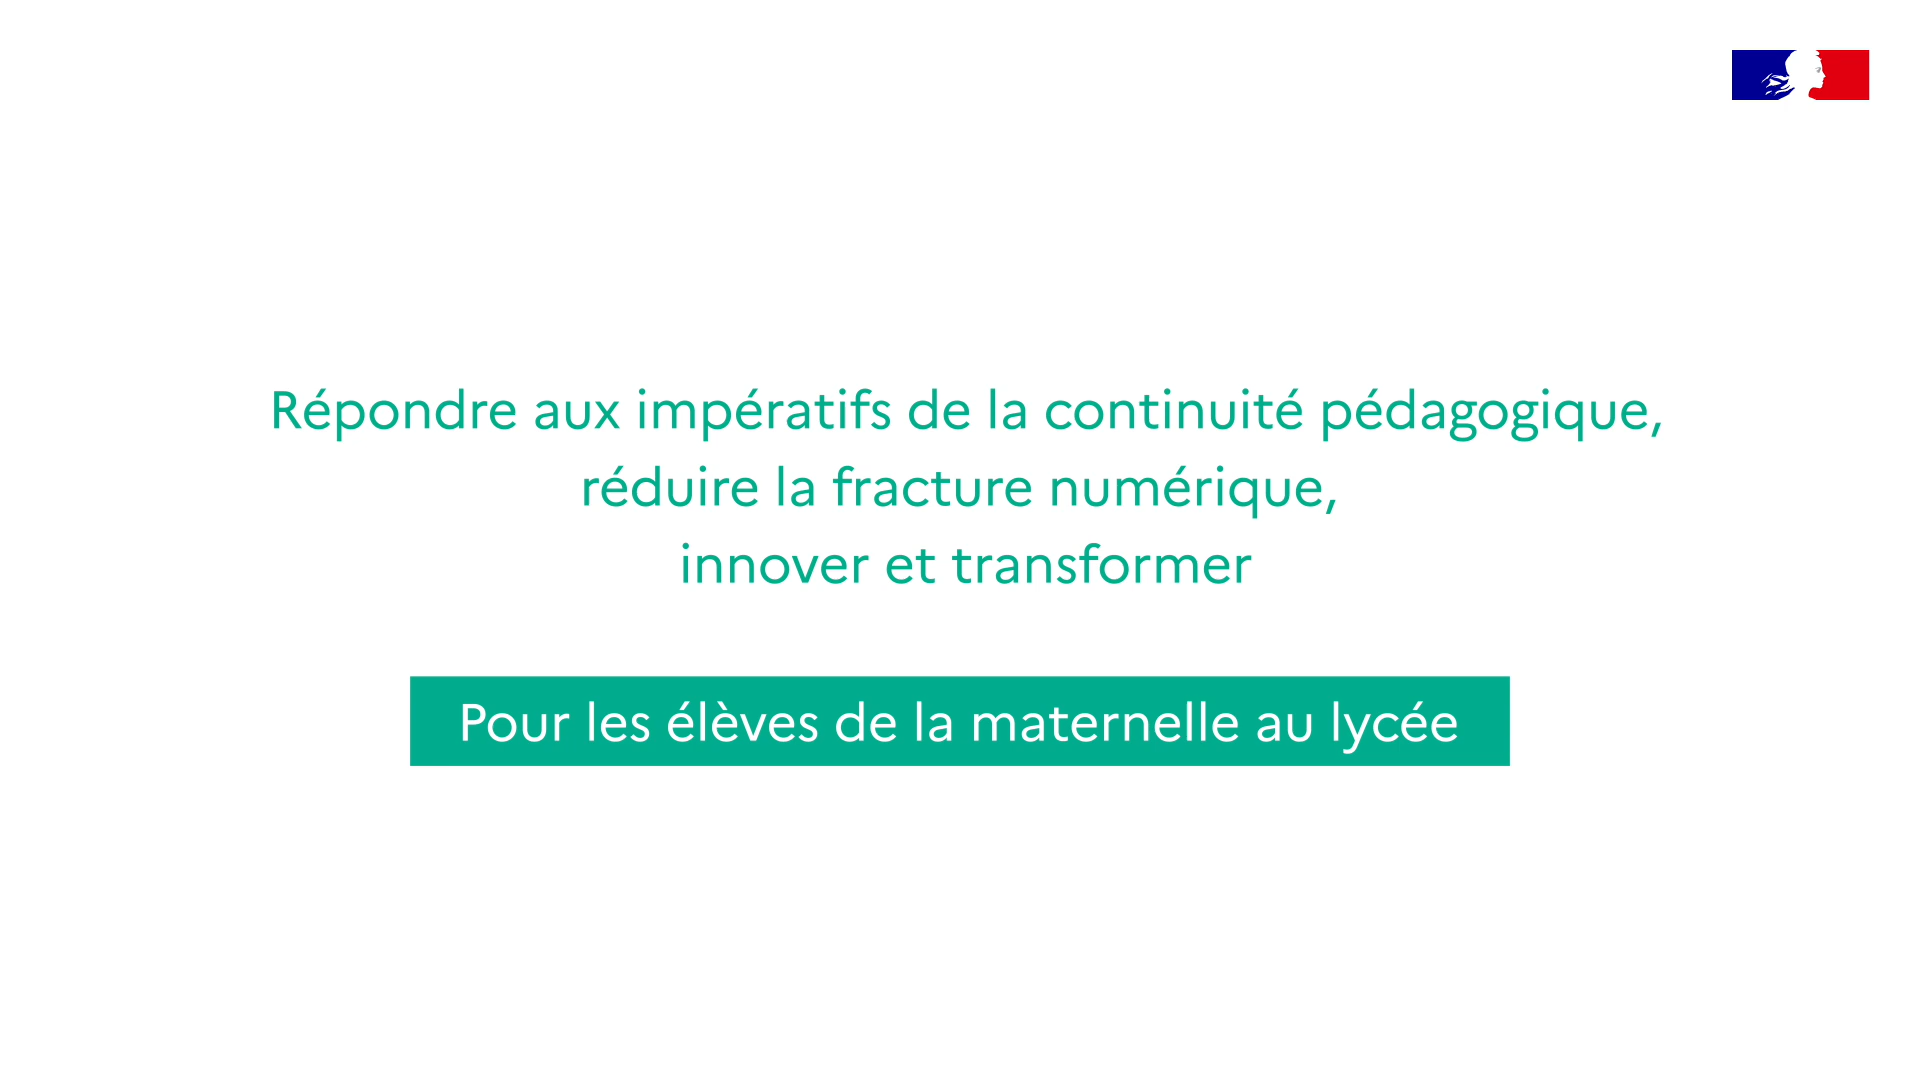 Répondre aux impératifs de la continuité pédagogique,
réduire la fracture numérique,
innover et transformer
Pour les élèves de la maternelle au lycée